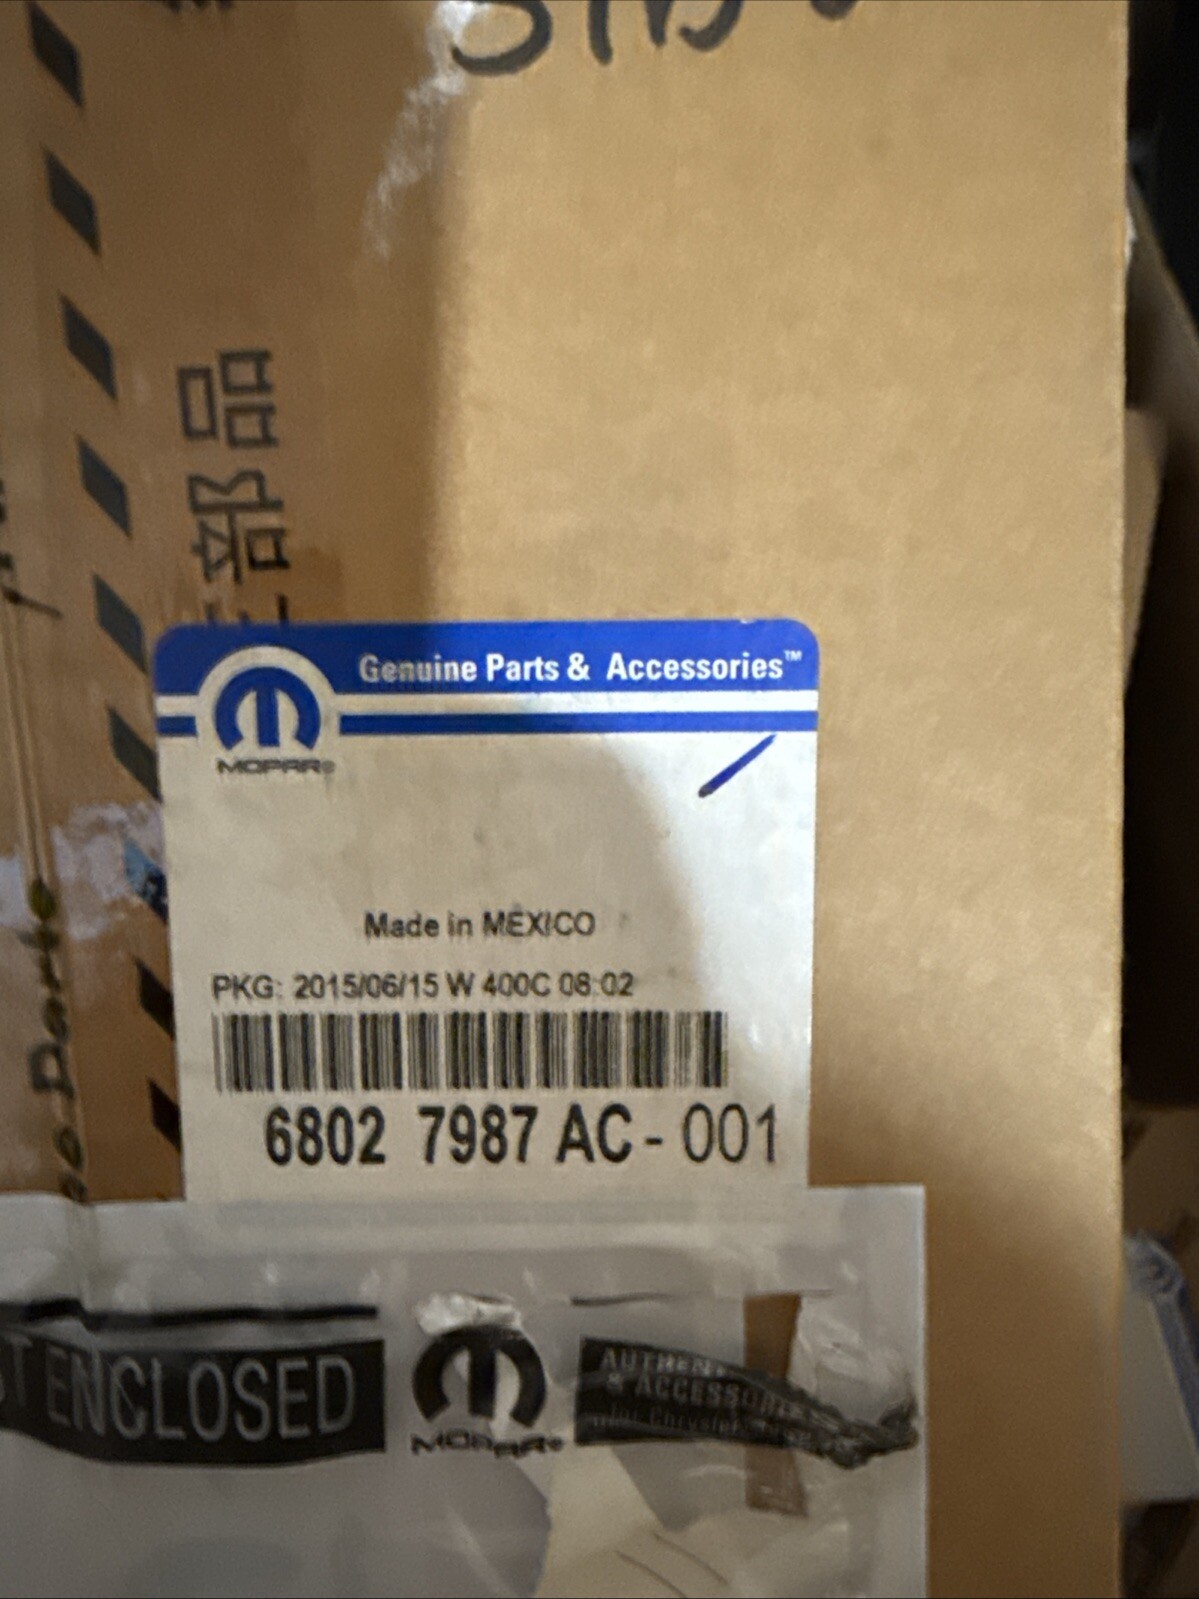 部品
Genuine Parts & Accessories™
MOPAR®
Made in MEXICO
PKG: 2015/06/15 W 400C 08:02
6802 7987 AC - 001
ENCLOSED
MOPAR®
& ACCESSOR